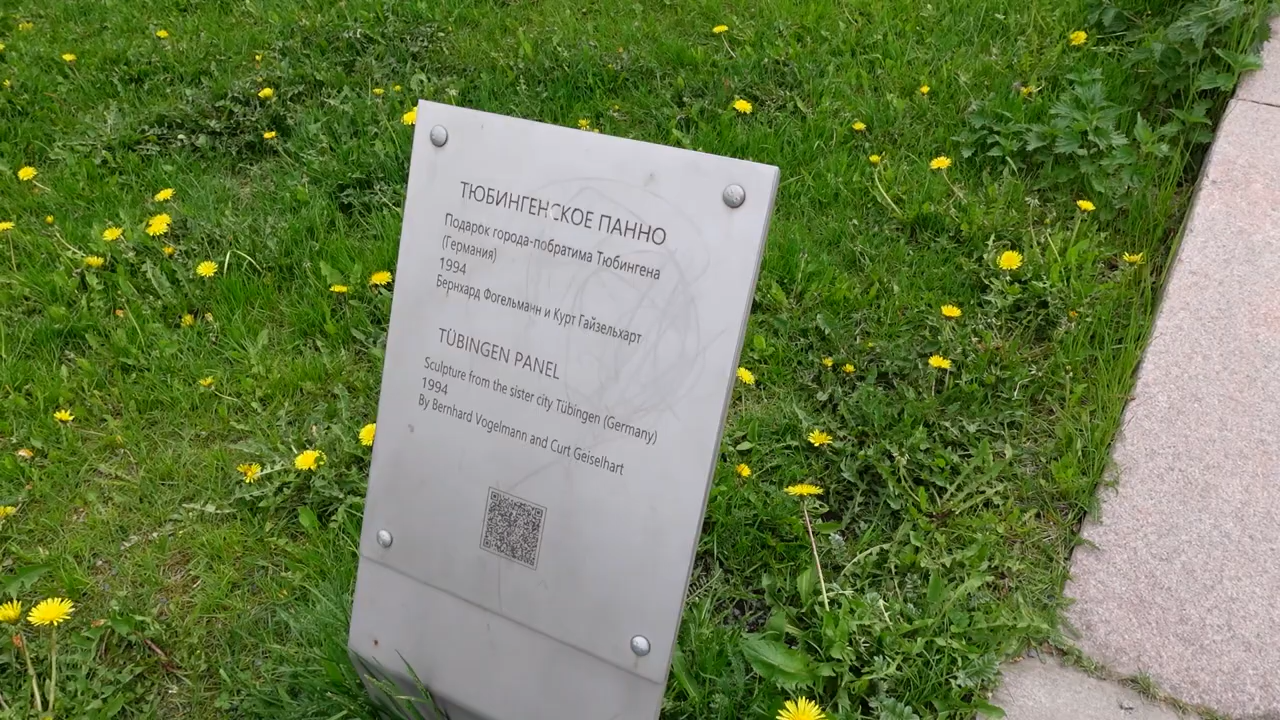 ТЮБИНГЕНСКОЕ ПАННО
Подарок города-побратима Тюбингена
(Германия)
1994
Бернхард Фогельманн и Курт Гайзельхарт
TÜBINGEN PANEL
Sculpture from the sister city Tübingen (Germany)
1994
By Bernhard Vogelmann and Curt Geiselhart